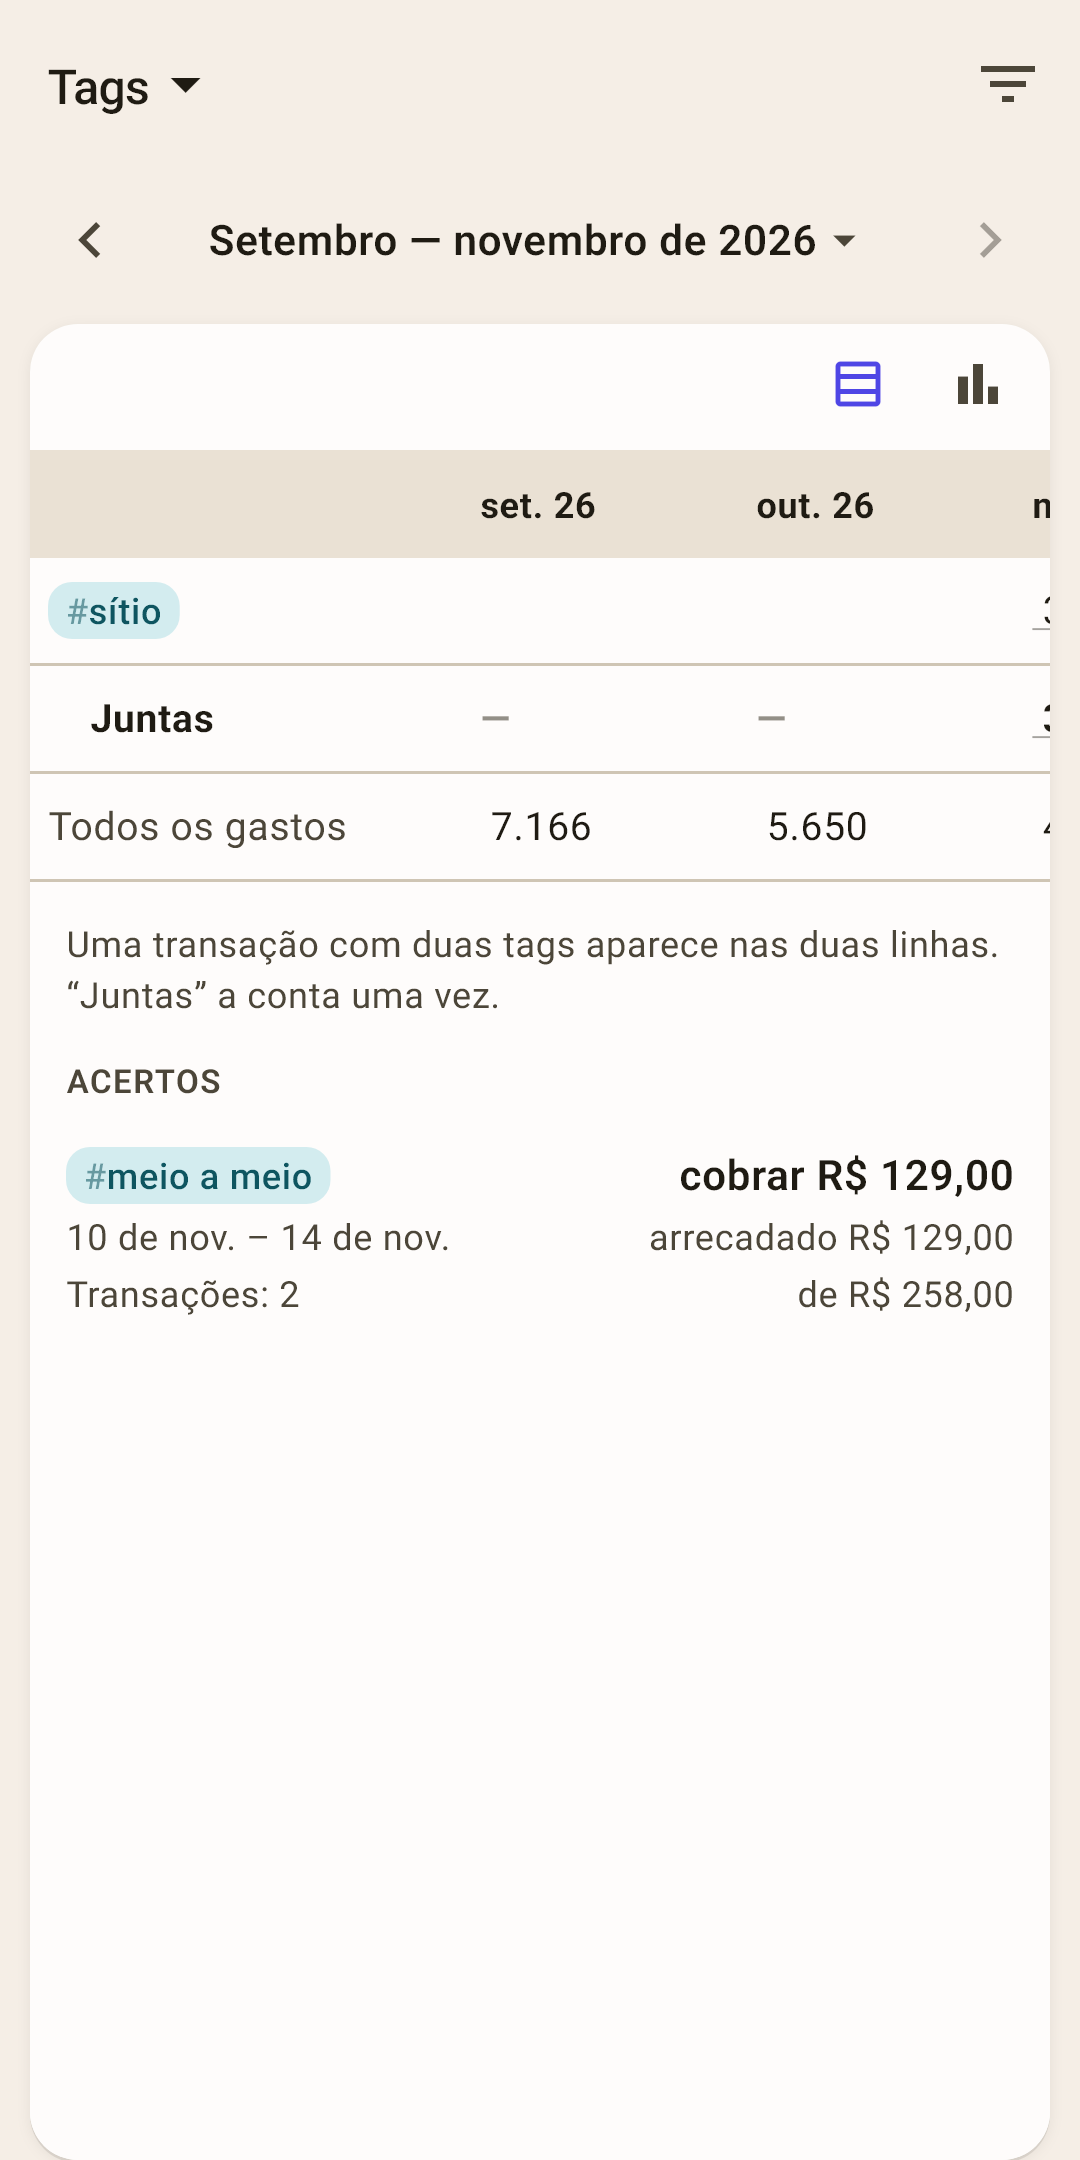 Tags
Setembro — novembro de 2026
set. 26 out. 26
#sítio
Juntas — —
Todos os gastos 7.166 5.650
Uma transação com duas tags aparece nas duas linhas.
“Juntas” a conta uma vez.
ACERTOS
#meio a meio cobrar R$ 129,00
10 de nov. – 14 de nov. arrecadado R$ 129,00
Transações: 2 de R$ 258,00